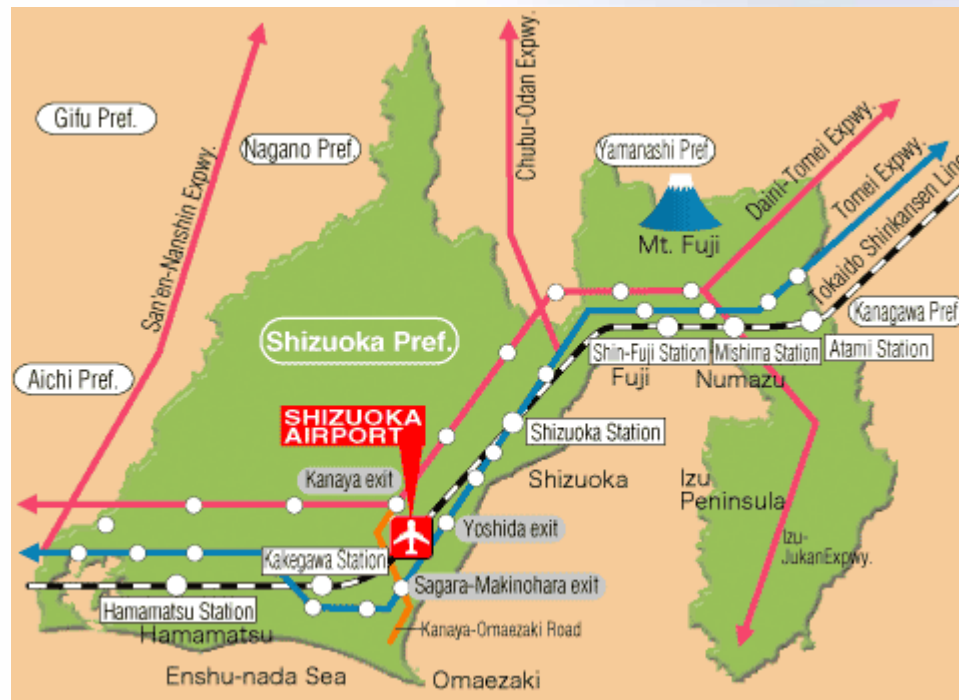 Gifu Pref.
San'en-Nanshin Expwy.
Nagano Pref.
Chubu-Odan Expwy.
Yamanashi Pref
Mt. Fuji
Daini-Tomei Expwy.
Tomei Expwy.
Tokaido Shinkansen Line
Kanagawa Pref
Shizuoka Pref.
Aichi Pref.
Shin-Fuji Station
Mishima Station
Atami Station
Fuji
Numazu
SHIZUOKA
AIRPORT
Shizuoka Station
Shizuoka
Kanaya exit
Izu
Peninsula
Yoshida exit
Izu-
JukanExpwy.
Kakegawa Station
Sagara-Makinohara exit
Hamamatsu Station
Hamamatsu
Kanaya-Omaezaki Road
Enshu-nada Sea
Omaezaki